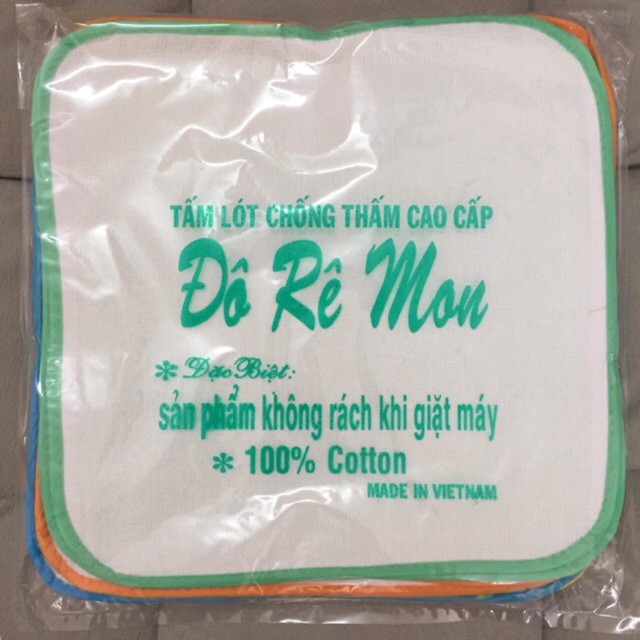 TẤM LÓT CHỐNG THẤM CAO CẤP
Đô Rê Mon
* Đặc Biệt:
sản phẩm không rách khi giặt máy
* 100% Cotton
MADE IN VIETNAM